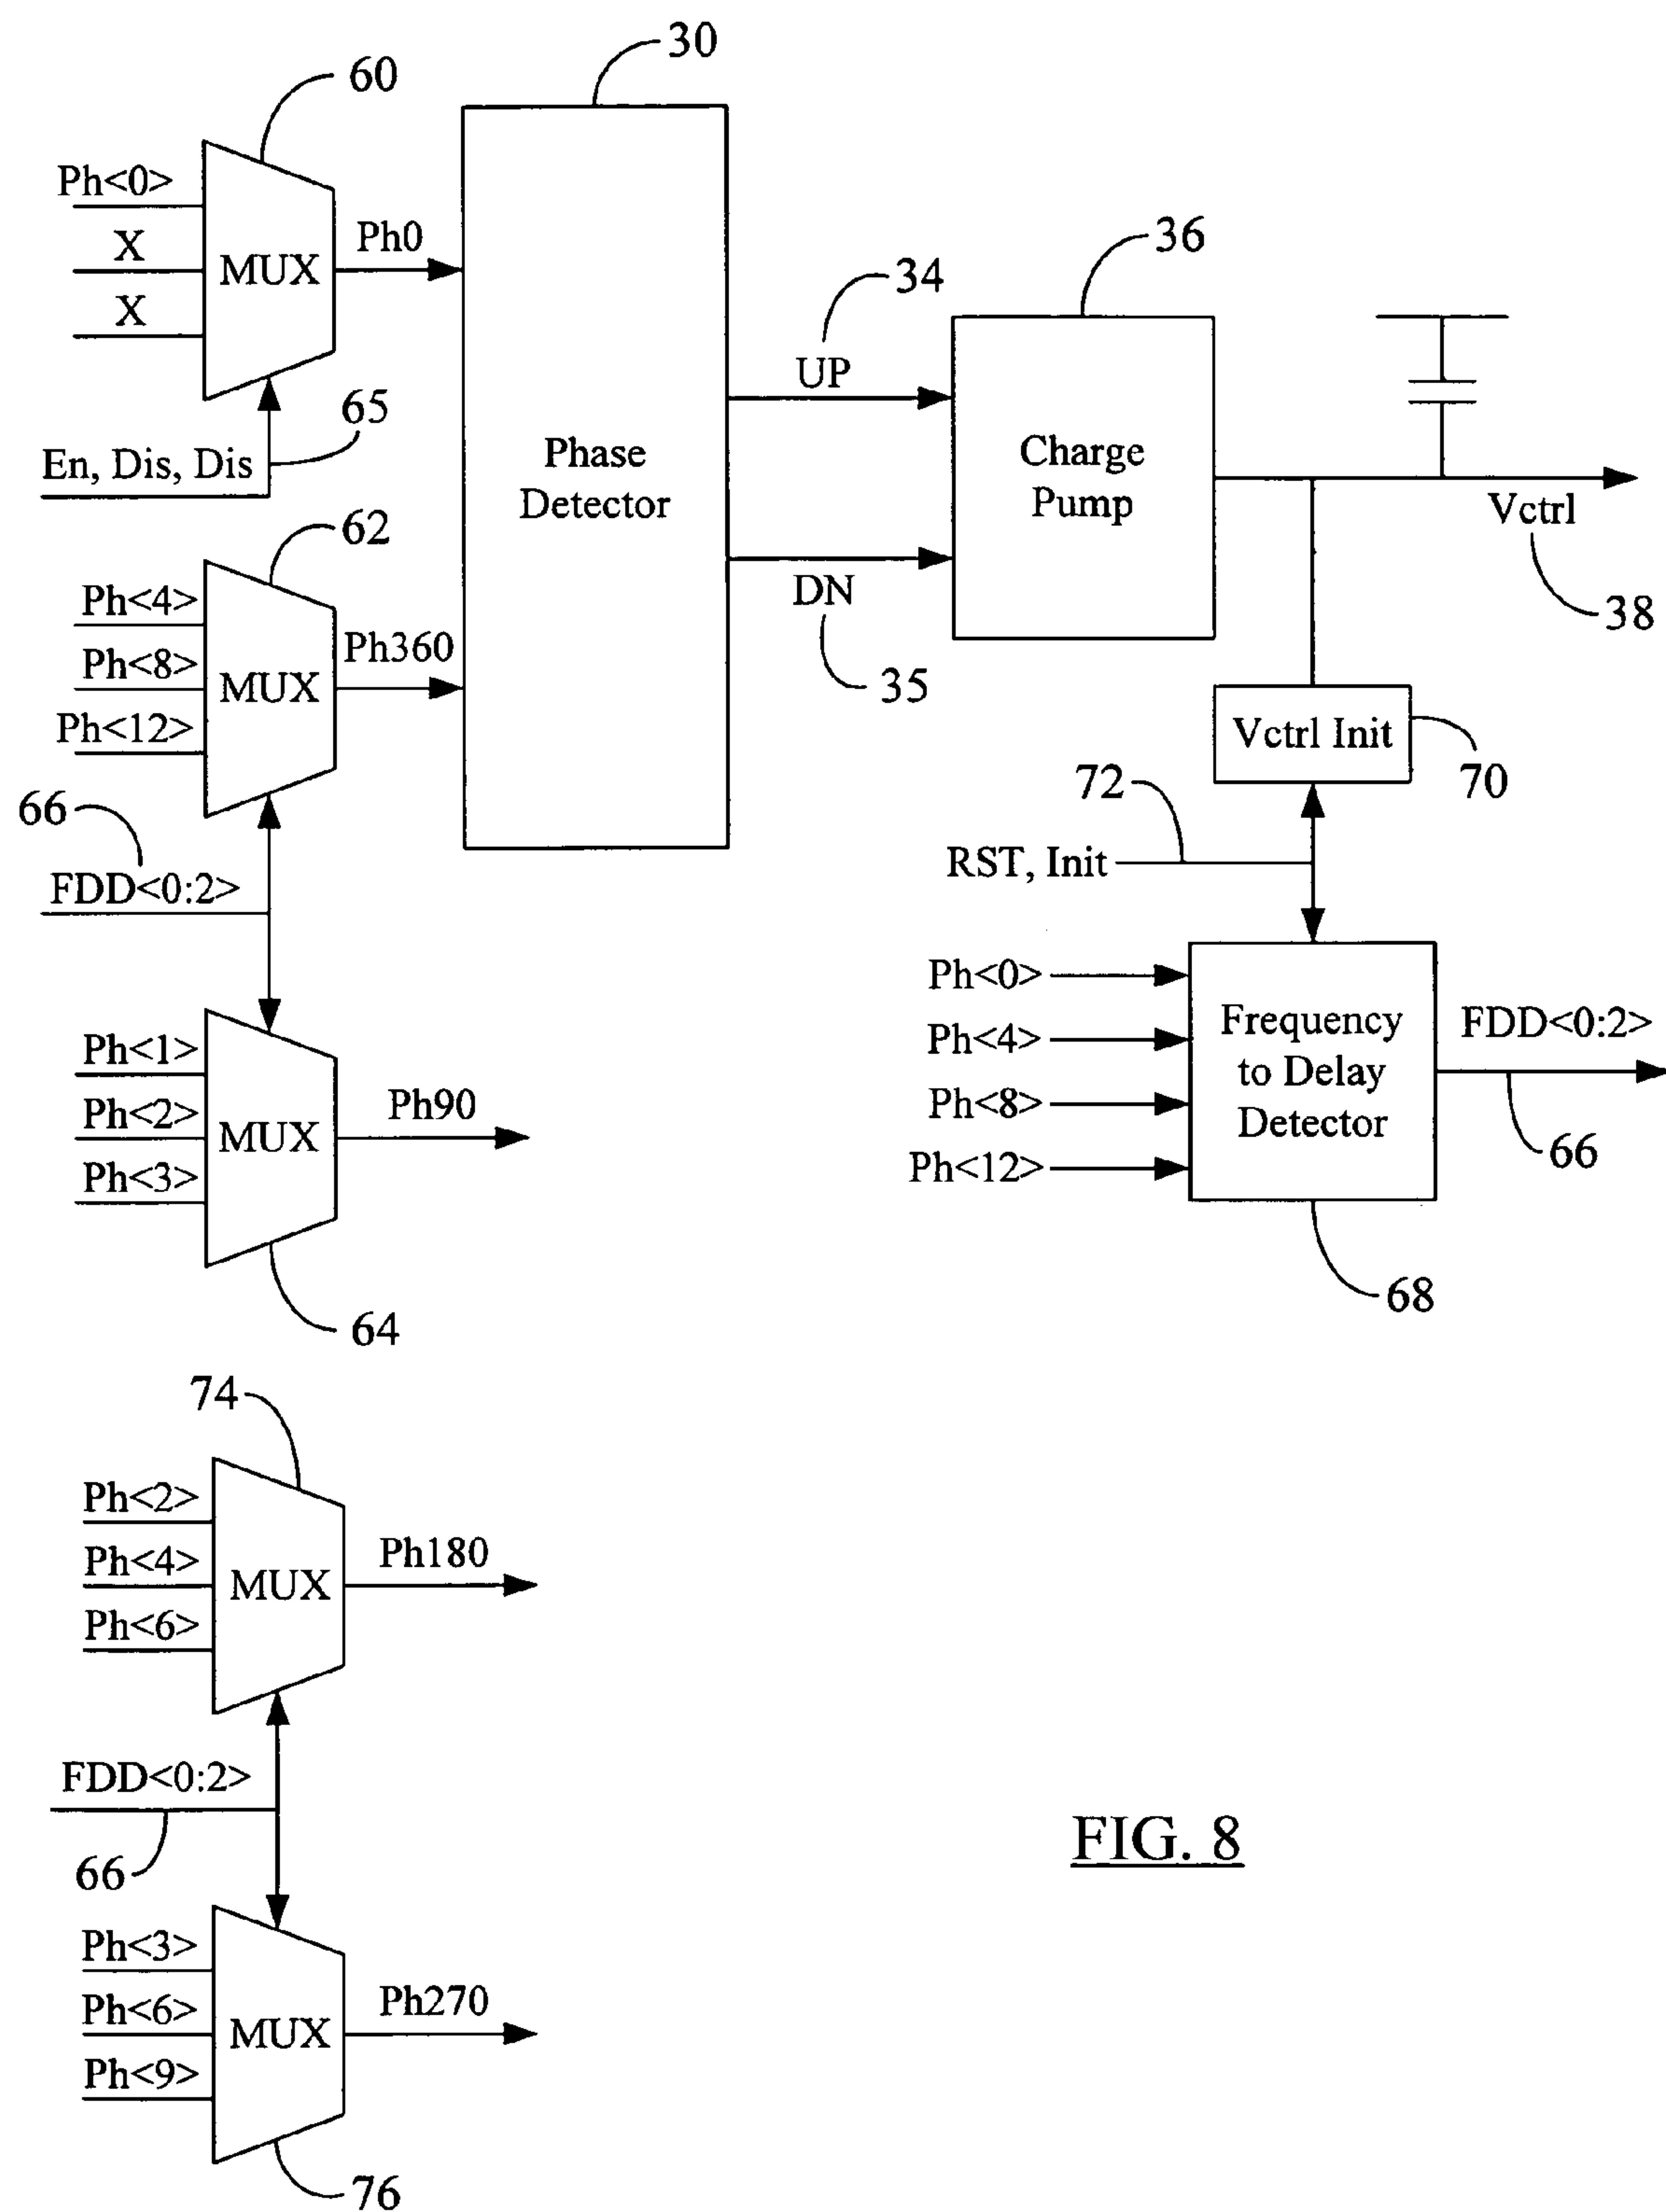 30
60
Ph<0>
X
X
MUX
Ph0
36
34
UP
65
En, Dis, Dis
Phase
Detector
Charge
Pump
Vctrl
38
62
Ph<4>
Ph<8>
Ph<12>
MUX
Ph360
DN
35
Vctrl Init
70
72
RST, Init
66
FDD<0:2>
Ph<0>
Ph<4>
Ph<8>
Ph<12>
Frequency
to Delay
Detector
FDD<0:2>
66
68
Ph<1>
Ph<2>
Ph<3>
MUX
Ph90
64
74
Ph<2>
Ph<4>
Ph<6>
MUX
Ph180
FDD<0:2>
66
FIG. 8
Ph<3>
Ph<6>
Ph<9>
MUX
Ph270
76